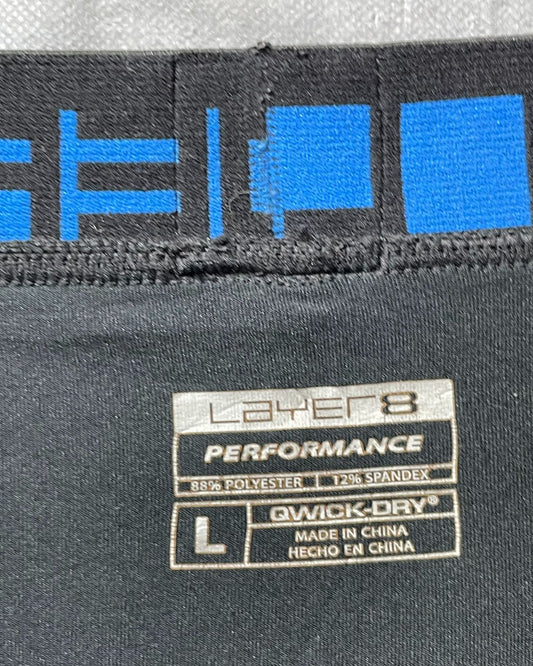 Layer8
PERFORMANCE
88% POLYESTER | 12% SPANDEX
L
QWICK-DRY®
MADE IN CHINA
HECHO EN CHINA